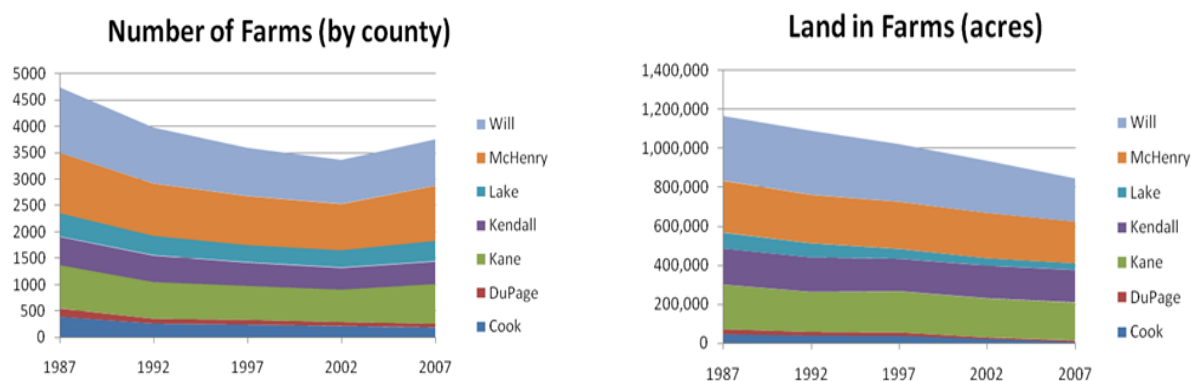 Number of Farms (by county)
5000
4500
4000
3500
3000
2500
2000
1500
1000
500
0
1987 1992 1997 2002 2007
Will
McHenry
Lake
Kendall
Kane
DuPage
Cook
Land in Farms (acres)
1,400,000
1,200,000
1,000,000
800,000
600,000
400,000
200,000
0
1987 1992 1997 2002 2007
Will
McHenry
Lake
Kendall
Kane
DuPage
Cook